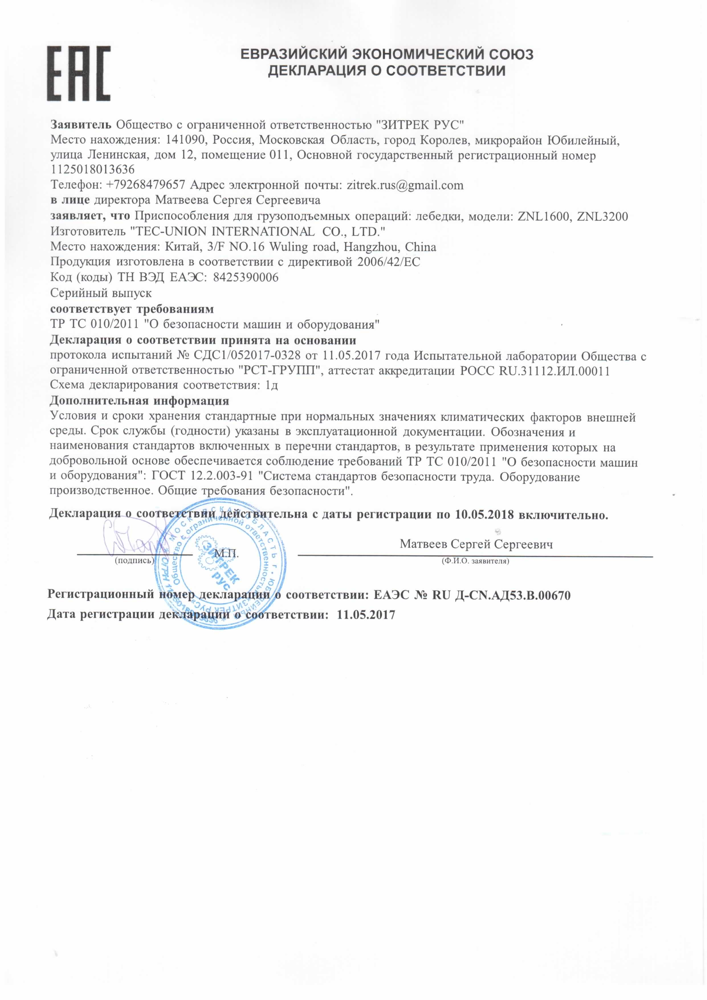 ЕАС
ЕВРАЗИЙСКИЙ ЭКОНОМИЧЕСКИЙ СОЮЗ
ДЕКЛАРАЦИЯ О СООТВЕТСТВИИ
Заявитель Общество с ограниченной ответственностью "ЗИТРЕК РУС"
Место нахождения: 141090, Россия, Московская Область, город Королев, микрорайон Юбилейный,
улица Ленинская, дом 12, помещение 011, Основной государственный регистрационный номер
1125018013636
Телефон: +79268479657 Адрес электронной почты: zitrek.rus@gmail.com
в лице директора Матвеева Сергея Сергеевича
заявляет, что Приспособления для грузоподъемных операций: лебедки, модели: ZNL1600, ZNL3200
Изготовитель "TEC-UNION INTERNATIONAL CO., LTD."
Место нахождения: Китай, 3/F NO.16 Wuling road, Hangzhou, China
Продукция изготовлена в соответствии с директивой 2006/42/EC
Код (коды) ТН ВЭД ЕАЭС: 8425390006
Серийный выпуск
соответствует требованиям
ТР ТС 010/2011 "О безопасности машин и оборудования"
Декларация о соответствии принята на основании
протокола испытаний № СДС1/052017-0328 от 11.05.2017 года Испытательной лаборатории Общества с
ограниченной ответственностью "РСТ-ГРУПП", аттестат аккредитации РОСС RU.31112.ИЛ.00011
Схема декларирования соответствия: 1д
Дополнительная информация
Условия и сроки хранения стандартные при нормальных значениях климатических факторов внешней
среды. Срок службы (годности) указаны в эксплуатационной документации. Обозначения и
наименования стандартов включенных в перечни стандартов, в результате применения которых на
добровольной основе обеспечивается соблюдение требований ТР ТС 010/2011 "О безопасности машин
и оборудования": ГОСТ 12.2.003-91 "Система стандартов безопасности труда. Оборудование
производственное. Общие требования безопасности".
Декларация о соответствии действительна с даты регистрации по 10.05.2018 включительно.
Матвеев Сергей Сергеевич
М.П.
(подпись)
(Ф.И.О. заявителя)
МОСКОВСКАЯ ОБЛАСТЬ г. ЮБИЛЕЙНЫЙ * ОГРН 1125018013636 *
Общество с ограниченной ответственностью «ЗИТРЕК РУС»
ЗИТРЕК
РУС
Регистрационный номер декларации о соответствии: ЕАЭС № RU Д-CN.АД53.В.00670
Дата регистрации декларации о соответствии: 11.05.2017